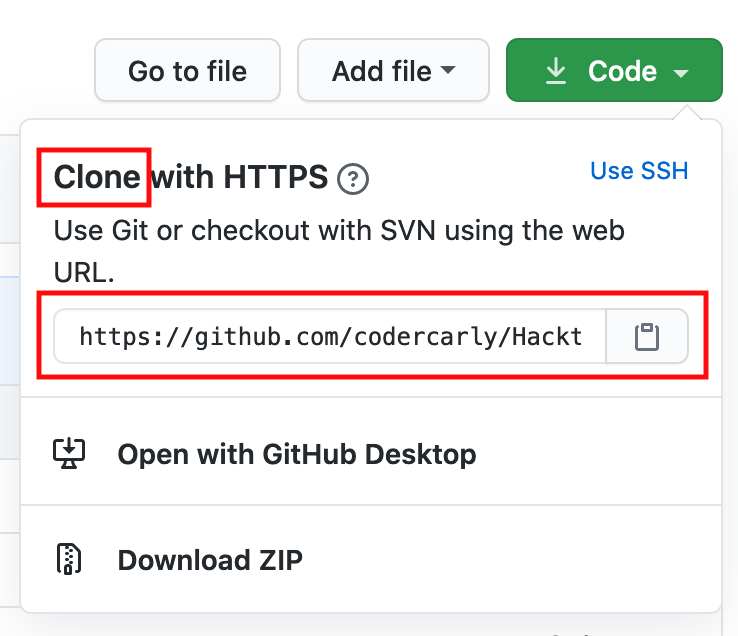 Go to file
Add file
Code
Clone with HTTPS ?
Use SSH
Use Git or checkout with SVN using the web
URL.
https://github.com/codercarly/Hackt
Open with GitHub Desktop
Download ZIP